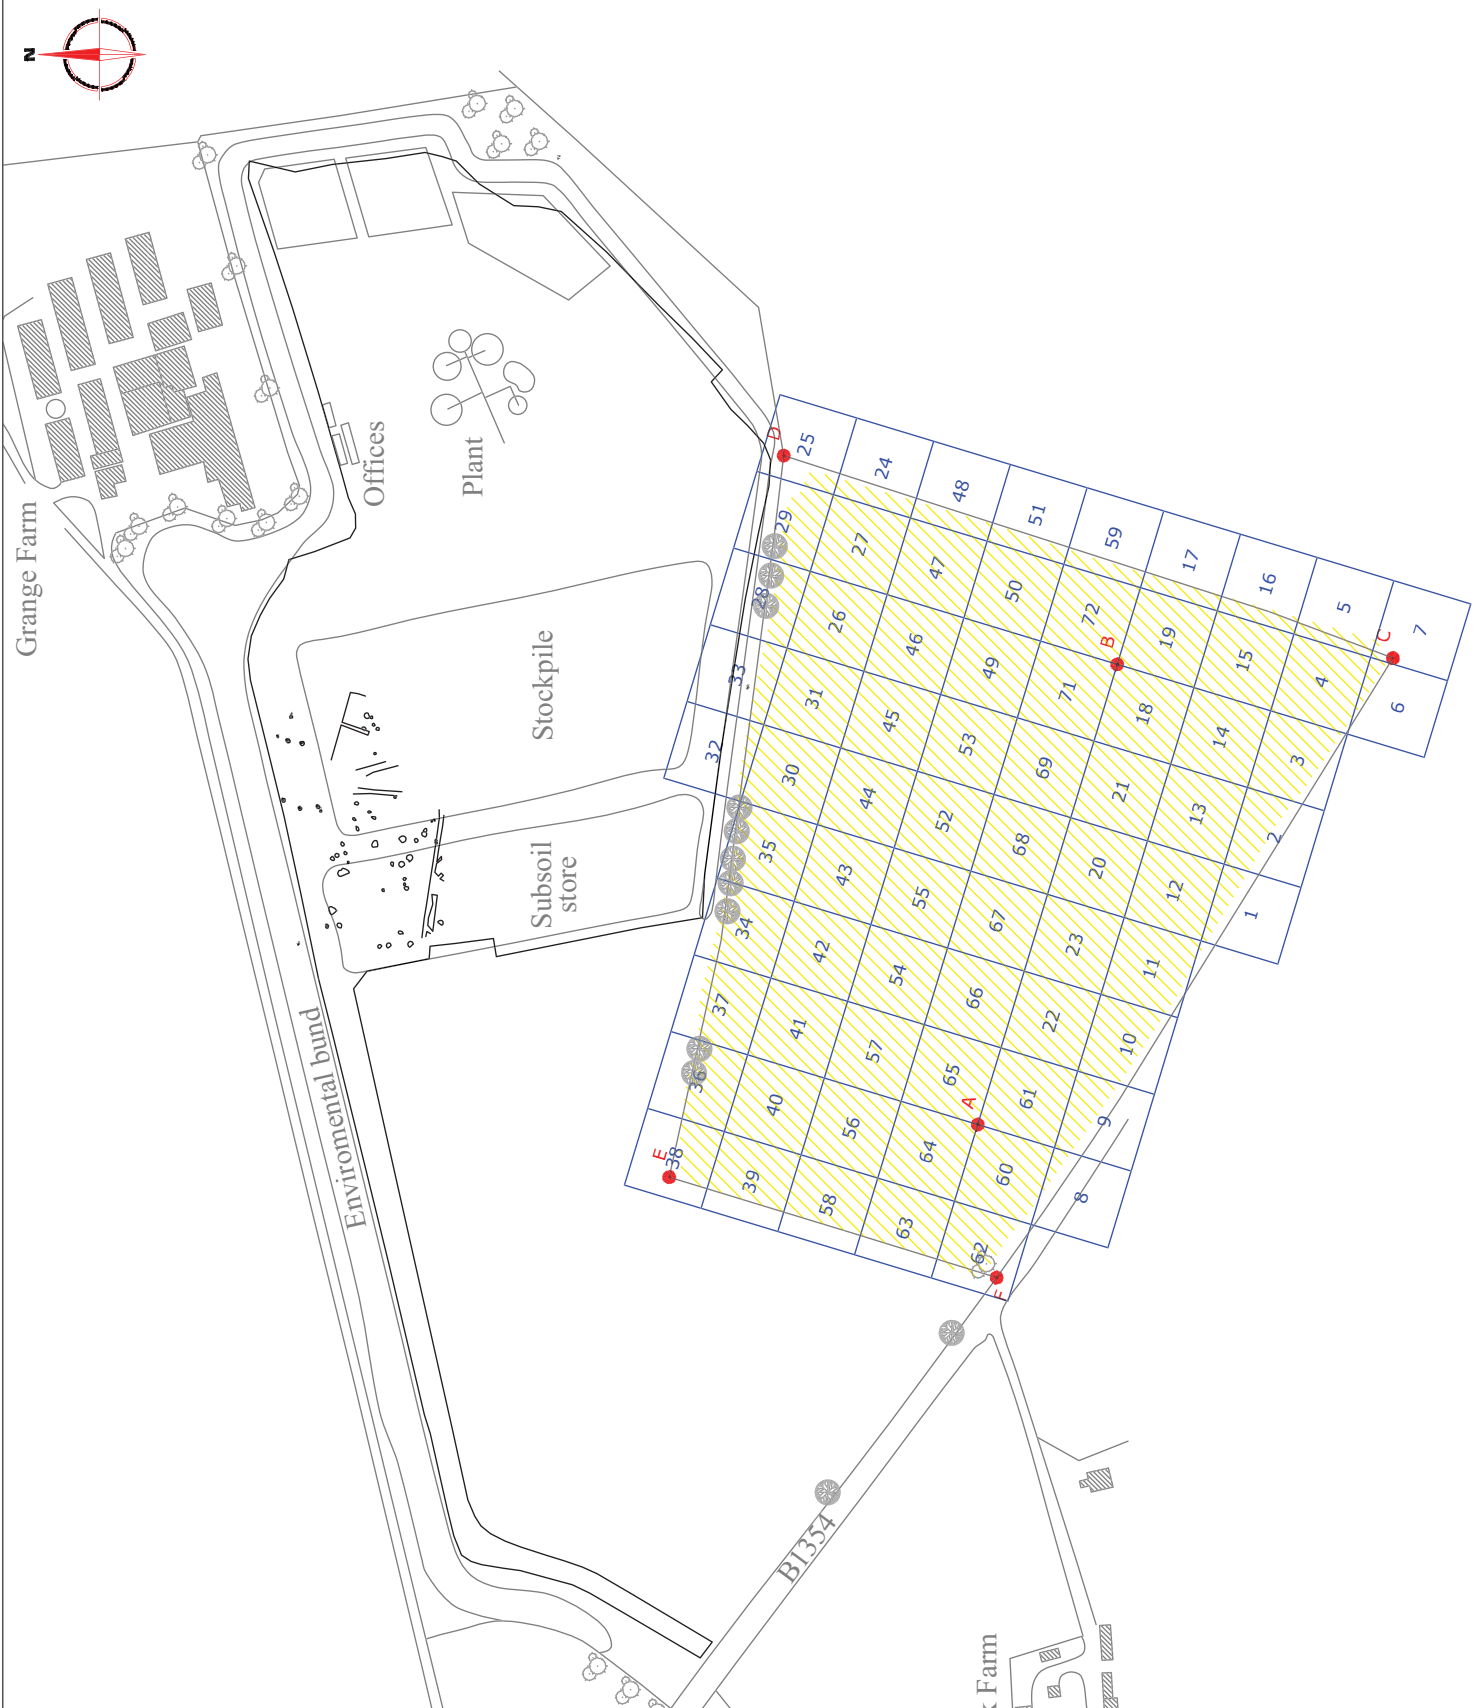 N
Grange Farm
Offices
Plant
Stockpile
Subsoil
store
Enviromental bund
B1354
Farm
D
E
B
A
C
F
32 33 28 29 25
38 36 37 34 35 30 31 26 27 24
39 40 41 42 43 44 45 46 47 48
58 56 57 54 55 52 53 49 50 51
63 64 65 66 67 68 69 71 72 59
62 60 61 22 23 20 21 18 19 17
8 9 10 11 12 13 14 15 16
1 2 3 4 5
6 7